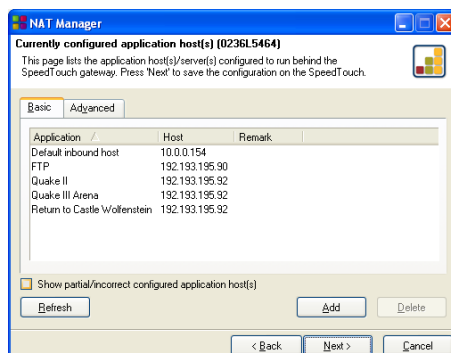 NAT Manager
Currently configured application host(s) (0236L5464)
This page lists the application host(s)/server(s) configured to run behind the
SpeedTouch gateway. Press 'Next' to save the configuration on the SpeedTouch.
Basic Advanced
Application Host Remark
Default inbound host 10.0.0.154
FTP 192.193.195.90
Quake II 192.193.195.92
Quake III Arena 192.193.195.92
Return to Castle Wolfenstein 192.193.195.92
Show partial/incorrect configured application host(s)
Refresh Add Delete
< Back Next > Cancel